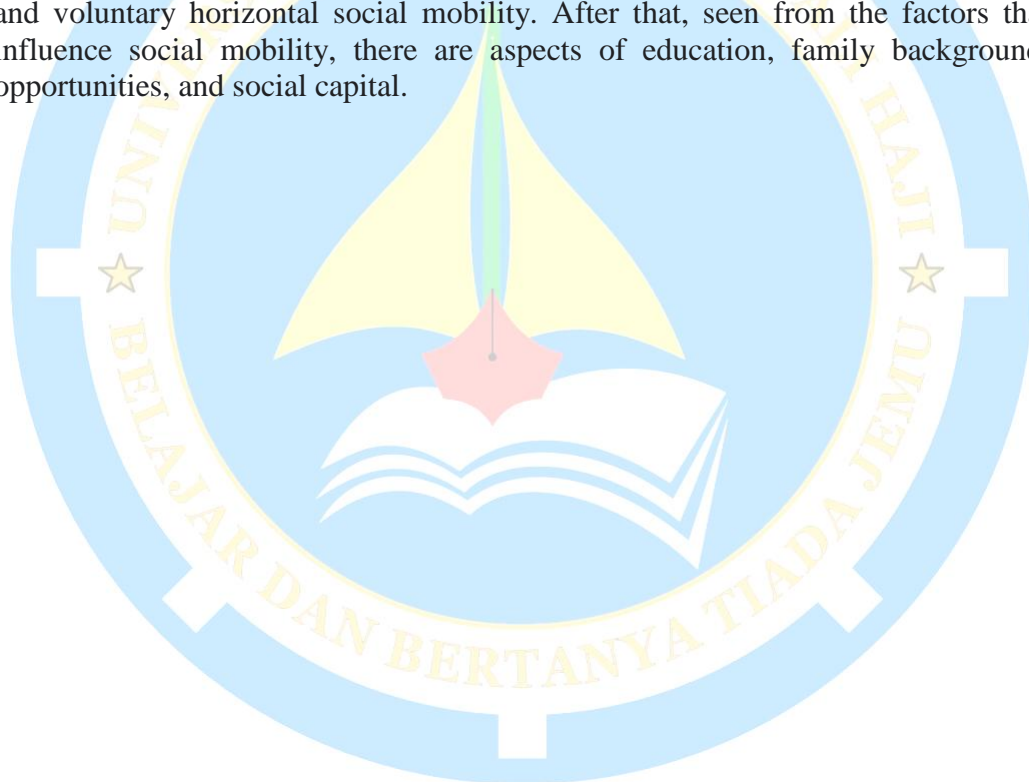 and voluntary horizontal social mobility. After that, seen from the factors th
influence social mobility, there are aspects of education, family background
opportunities, and social capital.
HAJI
BELAJAR DAN BERTANYA TIADA JEMU